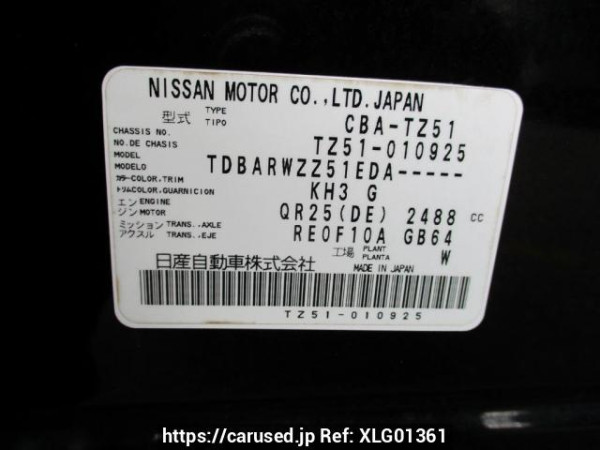 NISSAN MOTOR CO.,LTD.JAPAN
型式 TYPE TIPO CBA-TZ51
CHASSIS NO. NO.DE CHASIS TZ51-010925
MODEL MODELO TDBARWZZ51EDA-----
カラー COLOR,TRIM トリム COLOR,GUARNICION KH3 G
エンジン ENGINE MOTOR QR25(DE) 2488 cc
ミッション TRANS.,AXLE アクスル TRANS.,EJE RE0F10A GB64
工場 PLANT PLANTA W
日産自動車株式会社 MADE IN JAPAN
TZ51-010925
https://carused.jp Ref: XLG01361